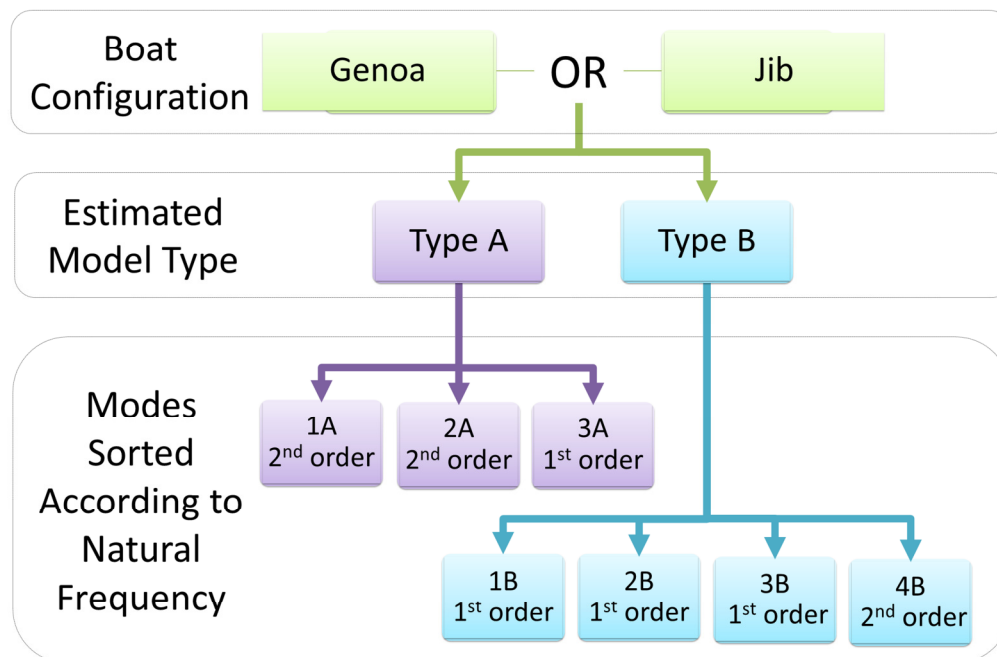 Boat
Configuration
Genoa
OR
Jib
Estimated
Model Type
Type A
Type B
Modes
Sorted
According to
Natural
Frequency
1A
2nd order
2A
2nd order
3A
1st order
1B
1st order
2B
1st order
3B
1st order
4B
2nd order